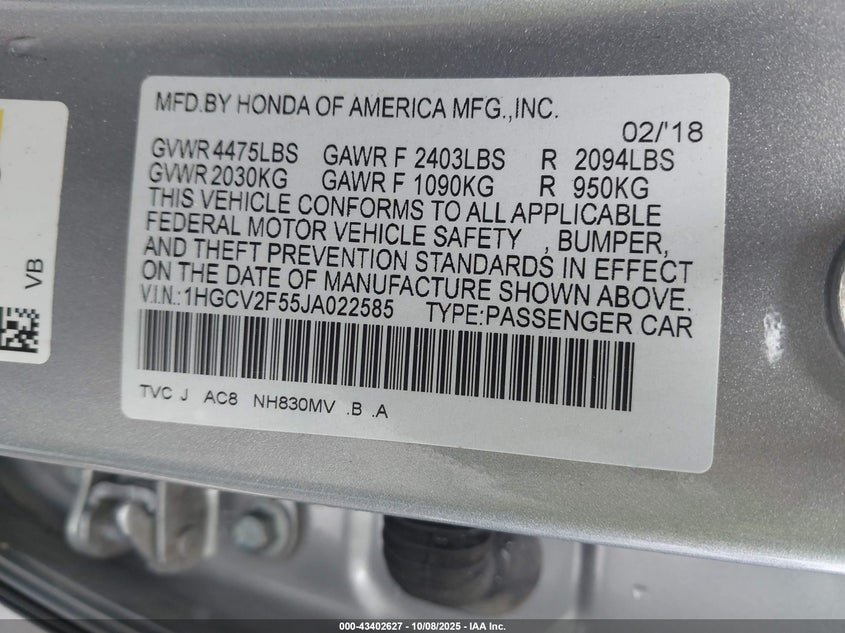 MFD.BY HONDA OF AMERICA MFG.,INC.
02/'18
GVWR 4475LBS GAWR F 2403LBS R 2094LBS
GVWR 2030KG GAWR F 1090KG R 950KG
THIS VEHICLE CONFORMS TO ALL APPLICABLE
FEDERAL MOTOR VEHICLE SAFETY , BUMPER,
AND THEFT PREVENTION STANDARDS IN EFFECT
ON THE DATE OF MANUFACTURE SHOWN ABOVE.
V.I.N.:1HGCV2F55JA022585 TYPE:PASSENGER CAR
TVC J AC8 NH830MV .B .A
VB
000-43402627 - 10/08/2025 - IAA Inc.